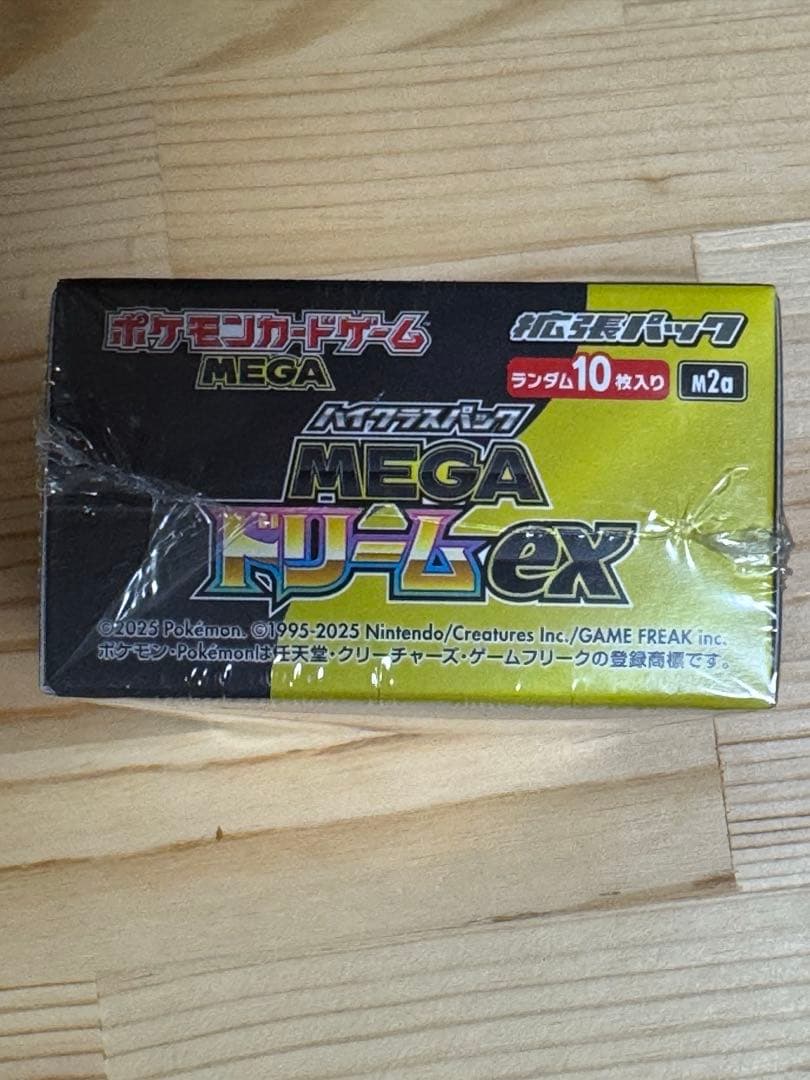 ポケモンカードゲーム
MEGA
拡張パック
ランダム10枚入り
M2a
ハイクラスパック
MEGA
ドリームex
©2025 Pokémon. ©1995-2025 Nintendo/Creatures Inc./GAME FREAK inc.
ポケモン・Pokémonは任天堂・クリーチャーズ・ゲームフリークの登録商標です。